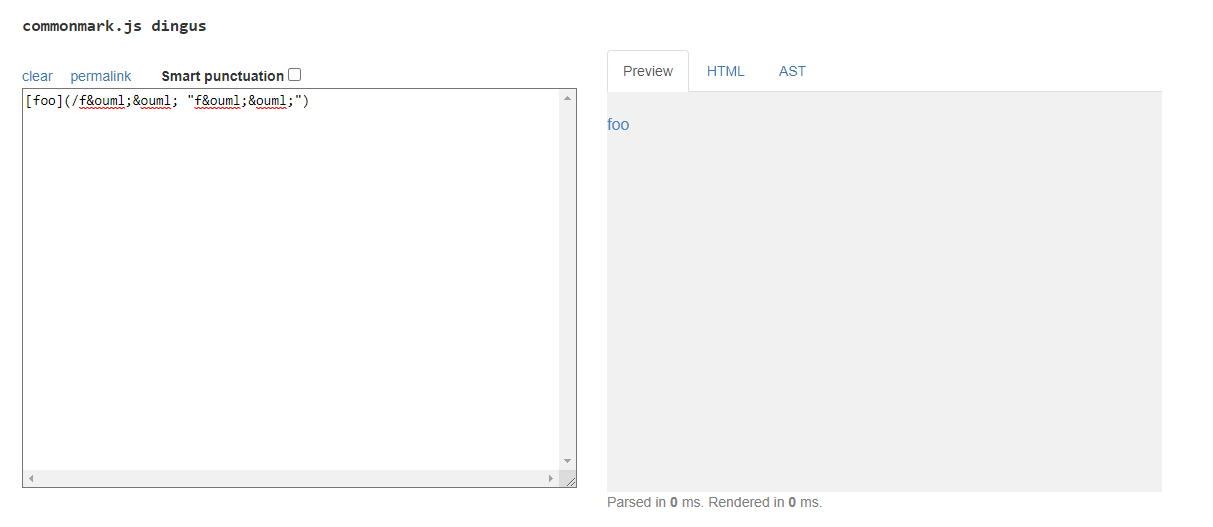 commonmark.js dingus
clear permalink Smart punctuation
[foo](/f&ouml;&ouml; "f&ouml;&ouml;")
Preview HTML AST
foo
Parsed in 0 ms. Rendered in 0 ms.